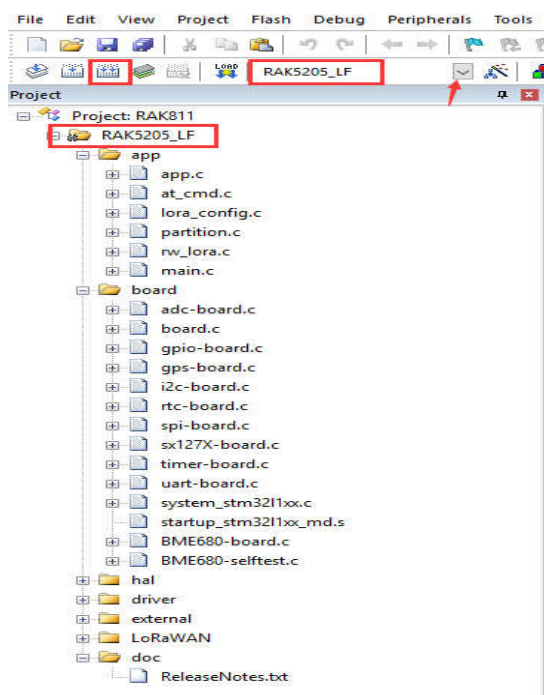 File Edit View Project Flash Debug Peripherals Tools
LOAD RAK5205_LF
Project
Project: RAK811
RAK5205_LF
app
app.c
at_cmd.c
lora_config.c
partition.c
rw_lora.c
main.c
board
adc-board.c
board.c
gpio-board.c
gps-board.c
i2c-board.c
rtc-board.c
spi-board.c
sx127X-board.c
timer-board.c
uart-board.c
system_stm32l1xx.c
startup_stm32l1xx_md.s
BME680-board.c
BME680-selftest.c
hal
driver
external
LoRaWAN
doc
ReleaseNotes.txt